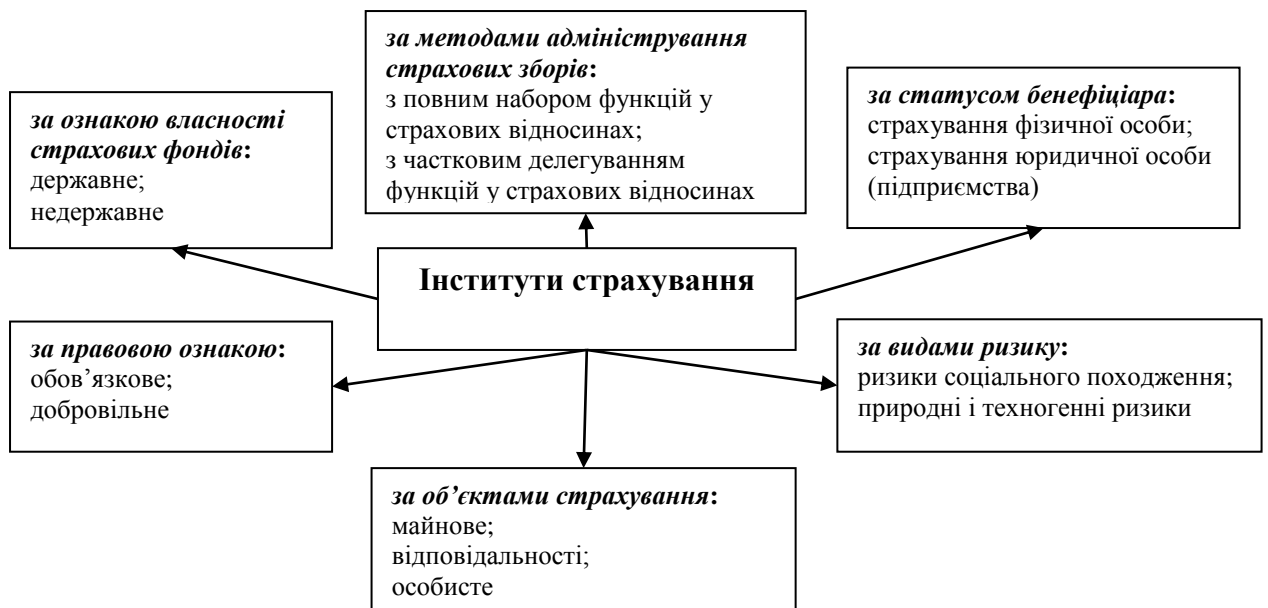 за методами адміністрування
страхових зборів:
з повним набором функцій у
страхових відносинах;
з частковим делегуванням
функцій у страхових відносинах
за ознакою власності
страхових фондів:
державне;
недержавне
за статусом бенефіціара:
страхування фізичної особи;
страхування юридичної особи
(підприємства)
Інститути страхування
за правовою ознакою:
обов’язкове;
добровільне
за видами ризику:
ризики соціального походження;
природні і техногенні ризики
за об’єктами страхування:
майнове;
відповідальності;
особисте